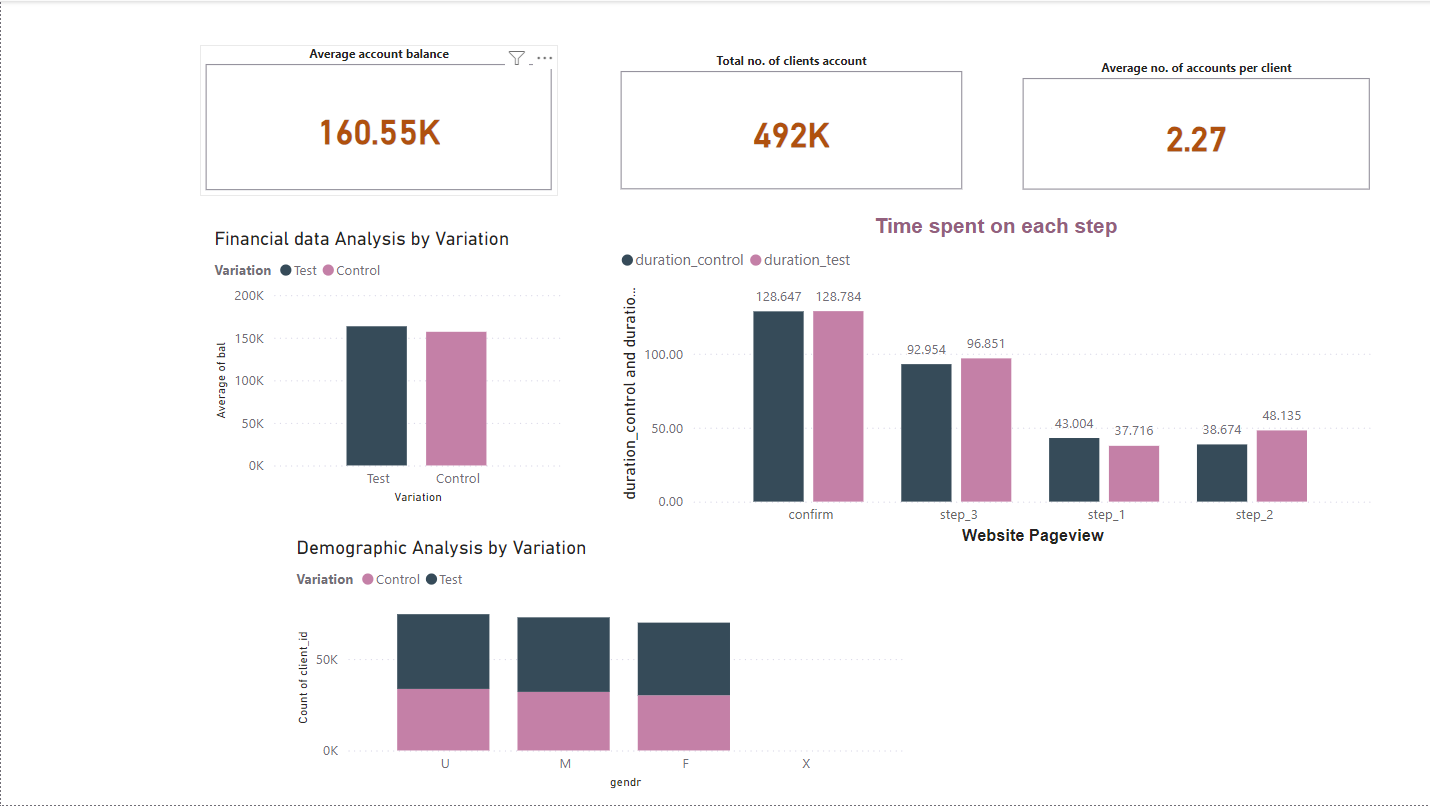 Average account balance
160.55K
Total no. of clients account
492K
Average no. of accounts per client
2.27
Financial data Analysis by Variation
Variation Test Control
200K
150K
100K
50K
0K
Average of bal
Test Control
Variation
Time spent on each step
duration_control duration_test
duration_control and duratio...
100.00
50.00
0.00
128.647 128.784
92.954 96.851
43.004 37.716
38.674 48.135
confirm step_3 step_1 step_2
Website Pageview
Demographic Analysis by Variation
Variation Control Test
Count of client_id
50K
0K
U M F X
gendr